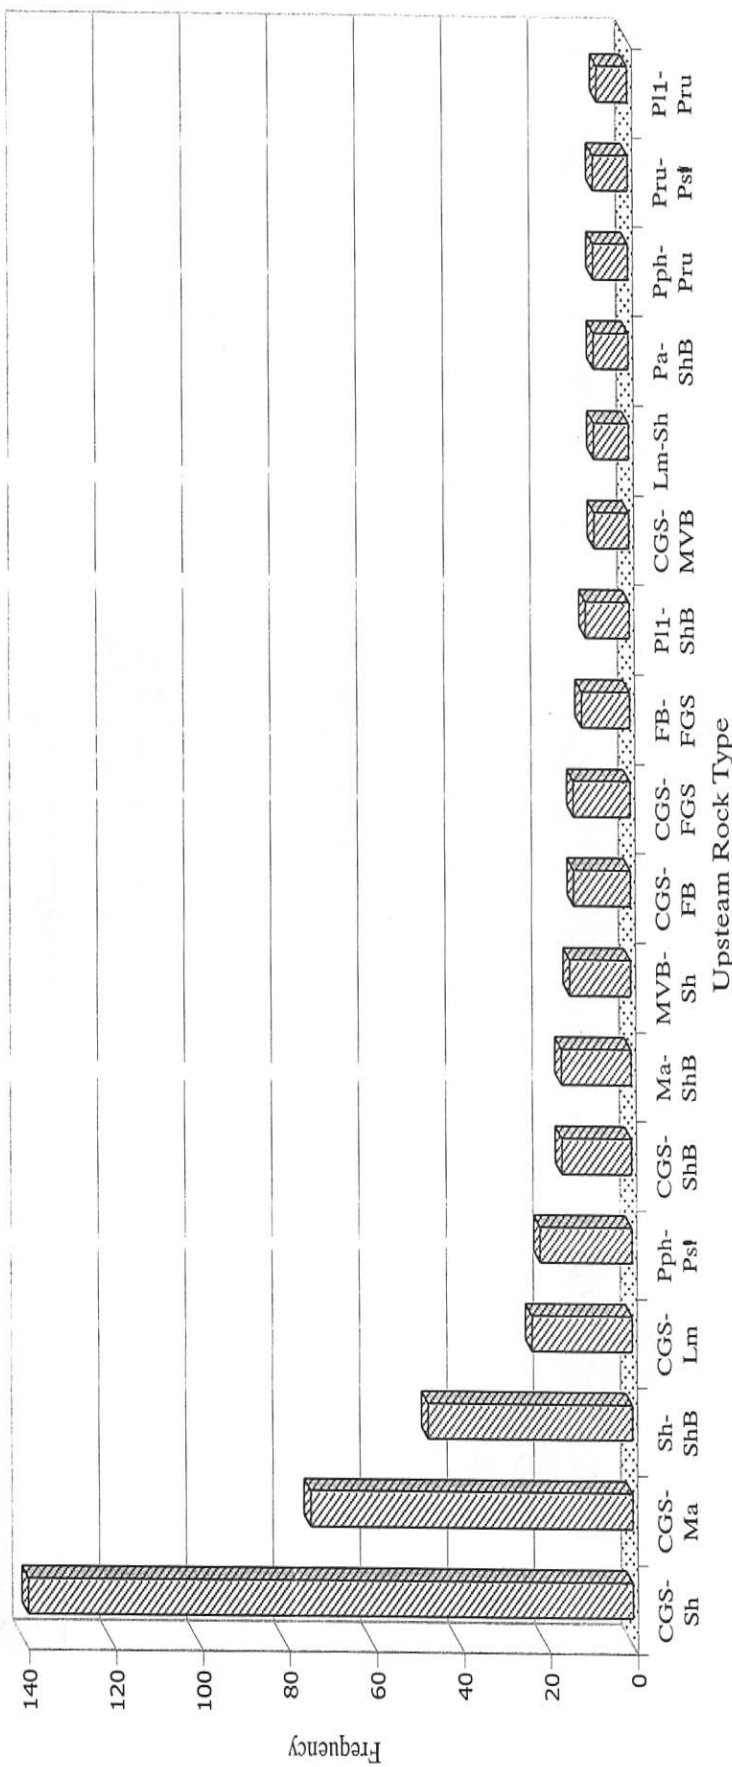 Frequency
140
120
100
80
60
40
20
0
CGS-
Sh
CGS-
Ma
Sh-
ShB
CGS-
Lm
Pph-
Psl
CGS-
ShB
Ma-
ShB
MVB-
Sh
CGS-
FB
CGS-
FGS
FB-
FGS
Pl1-
ShB
CGS-
MVB
Lm-Sh
Pa-
ShB
Pph-
Pru
Pru-
Psl
Pl1-
Pru
Upsteam Rock Type